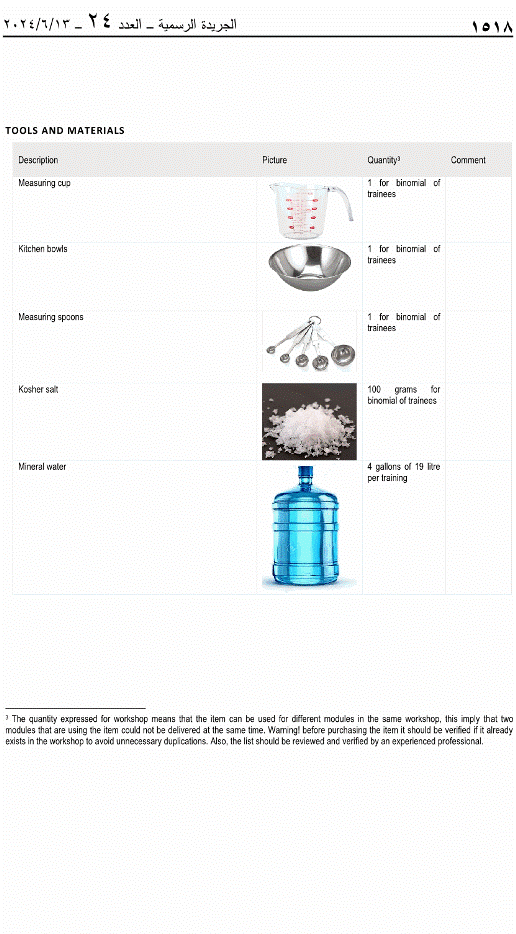 ١٥١٨ الجريدة الرسمية – العدد ٢٤ – ٢٠٢٤/٦/١٣
TOOLS AND MATERIALS
Description Picture Quantity³ Comment
Measuring cup 1 for binomial of
trainees
Kitchen bowls 1 for binomial of
trainees
Measuring spoons 1 for binomial of
trainees
Kosher salt 100 grams for
binomial of trainees
Mineral water 4 gallons of 19 litre
per training
³ The quantity expressed for workshop means that the item can be used for different modules in the same workshop, this imply that two
modules that are using the item could not be delivered at the same time. Warning! before purchasing the item it should be verified if it already
exists in the workshop to avoid unnecessary duplications. Also, the list should be reviewed and verified by an experienced professional.